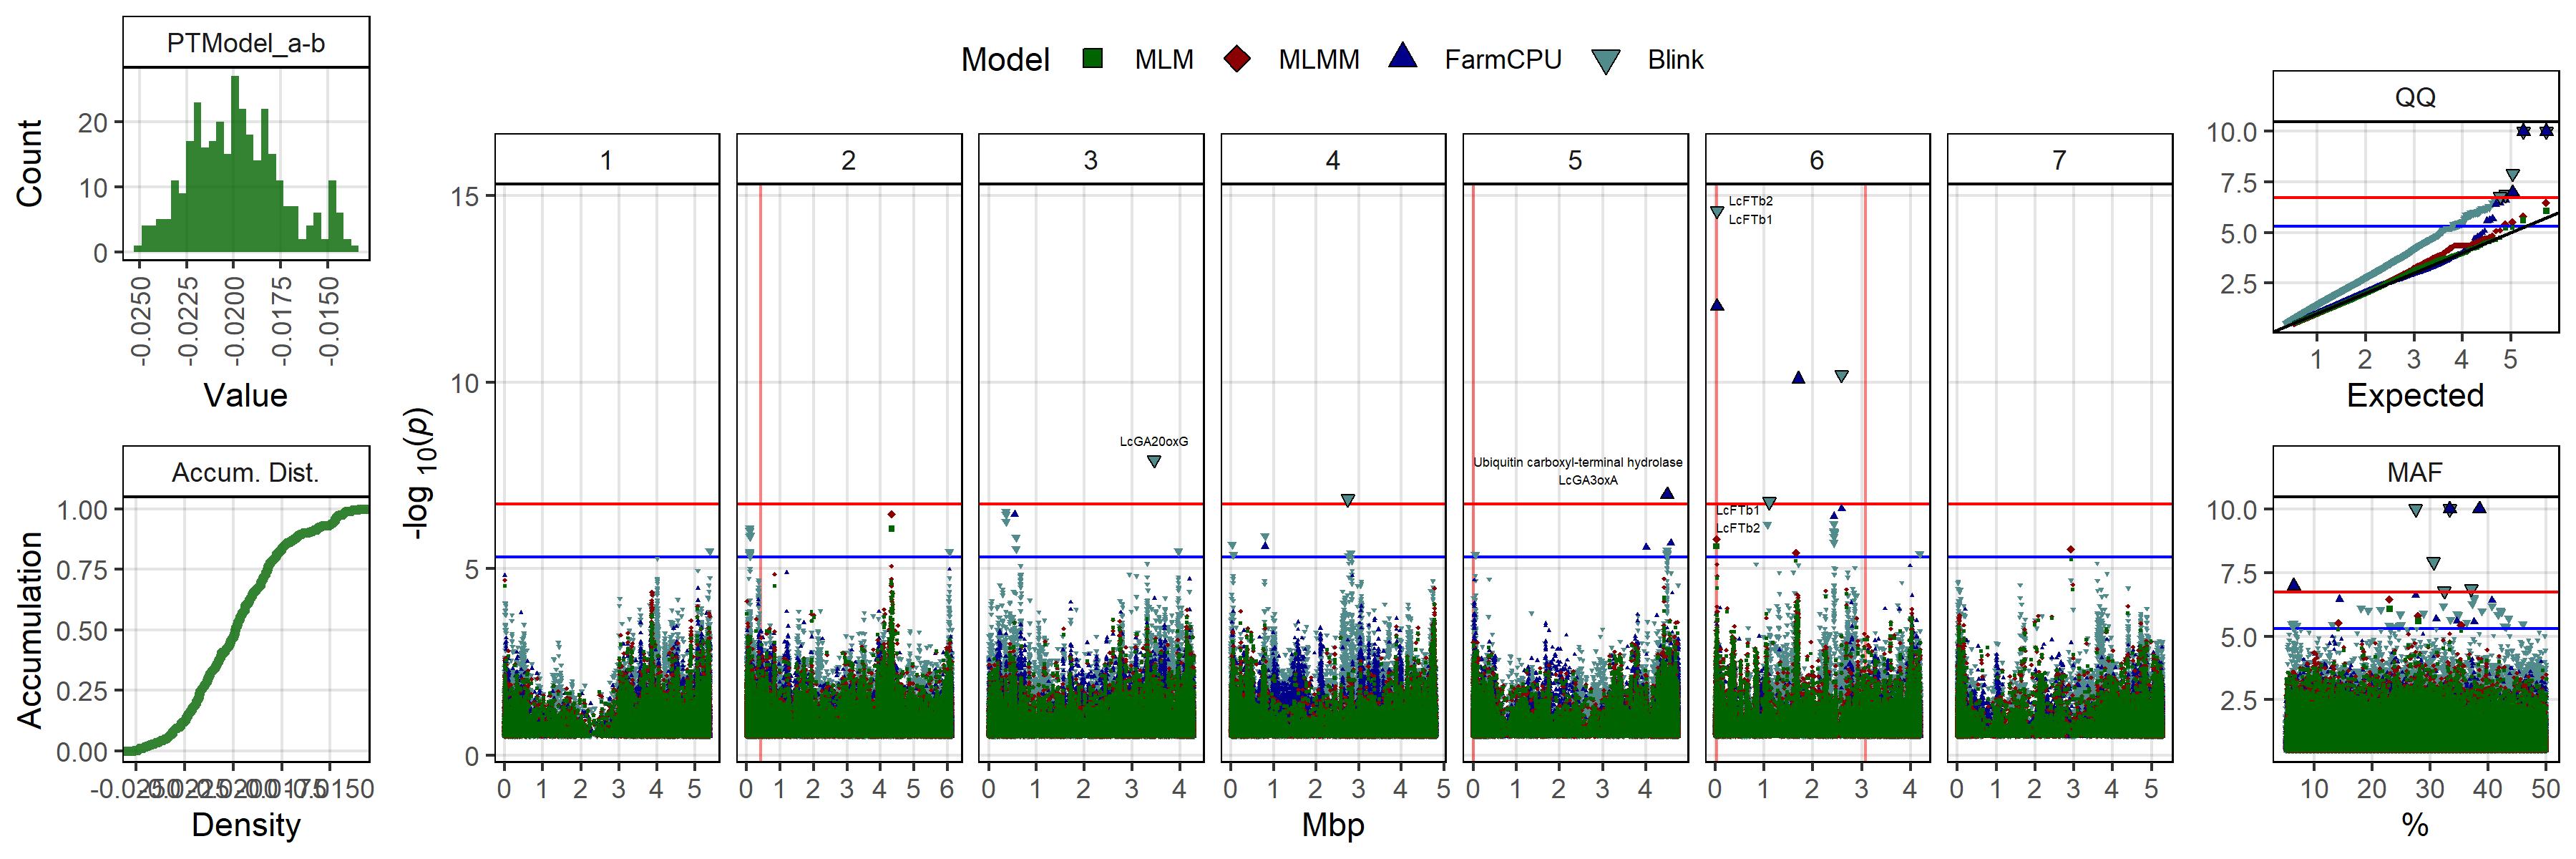 PTModel_a-b
Count
20
10
0
-0.0250
-0.0225
-0.0200
-0.0175
-0.0150
Value
Accum. Dist.
Accumulation
1.00
0.75
0.50
0.25
0.00
Density
Model MLM MLMM FarmCPU Blink
1 2 3 4 5 6 7
-log 10(p)
15
10
5
0
LcFTb2
LcFTb1
LcGA20oxG
Ubiquitin carboxyl-terminal hydrolase
LcGA3oxA
LcFTb1
LcFTb2
0 1 2 3 4 5
0 1 2 3 4 5 6
0 1 2 3 4
0 1 2 3 4 5
0 1 2 3 4
0 1 2 3 4
0 1 2 3 4 5
Mbp
QQ
10.0
7.5
5.0
2.5
1 2 3 4 5
Expected
MAF
10.0
7.5
5.0
2.5
10 20 30 40 50
%